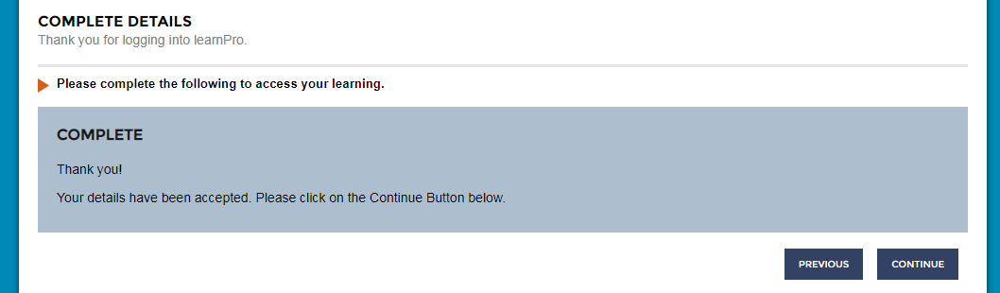 COMPLETE DETAILS
Thank you for logging into learnPro.
Please complete the following to access your learning.
COMPLETE
Thank you!
Your details have been accepted. Please click on the Continue Button below.
PREVIOUS CONTINUE